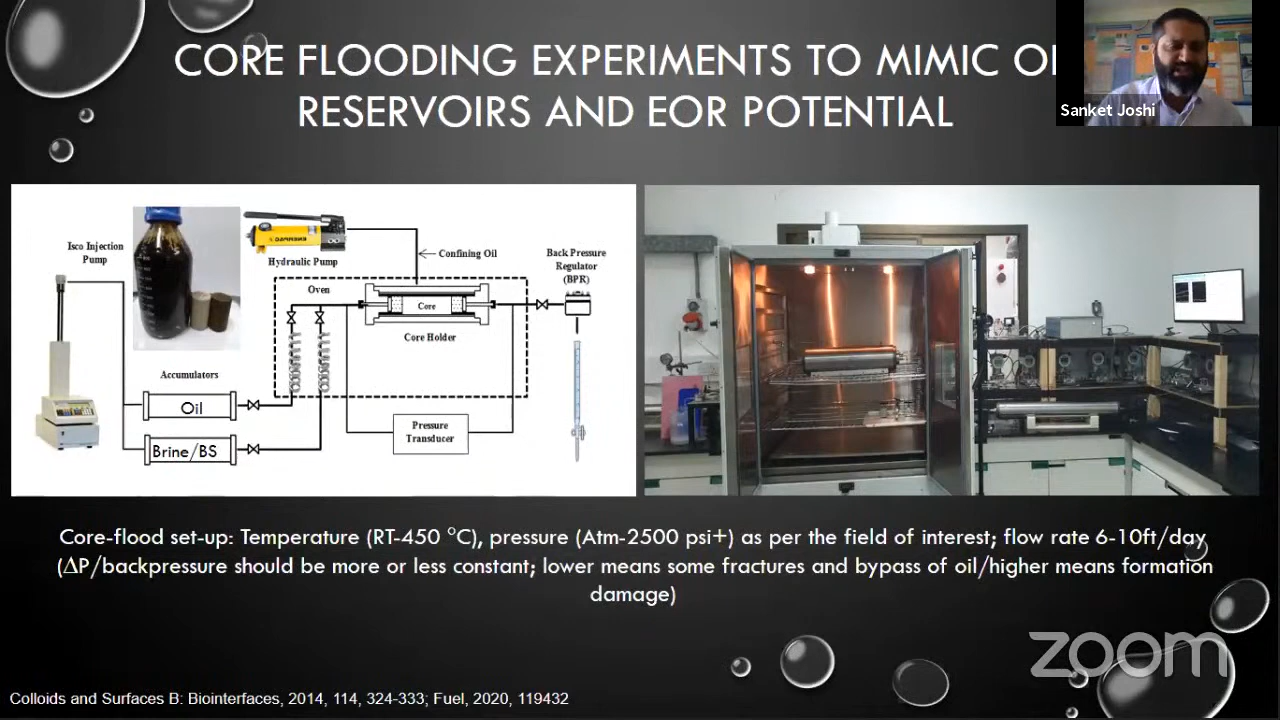 CORE FLOODING EXPERIMENTS TO MIMIC
RESERVOIRS AND EOR POTENTIAL
Sanket Joshi
Isco Injection
Pump
Hydraulic Pump
Confining Oil
Back Pressure
Regulator
(BPR)
Oven
Core
Core Holder
Accumulators
Oil
Brine/BS
Pressure
Transducer
Core-flood set-up: Temperature (RT-450 °C), pressure (Atm-2500 psi+) as per the field of interest; flow rate 6-10ft/day
(∆P/backpressure should be more or less constant; lower means some fractures and bypass of oil/higher means formation
damage)
zoom
Colloids and Surfaces B: Biointerfaces, 2014, 114, 324-333; Fuel, 2020, 119432